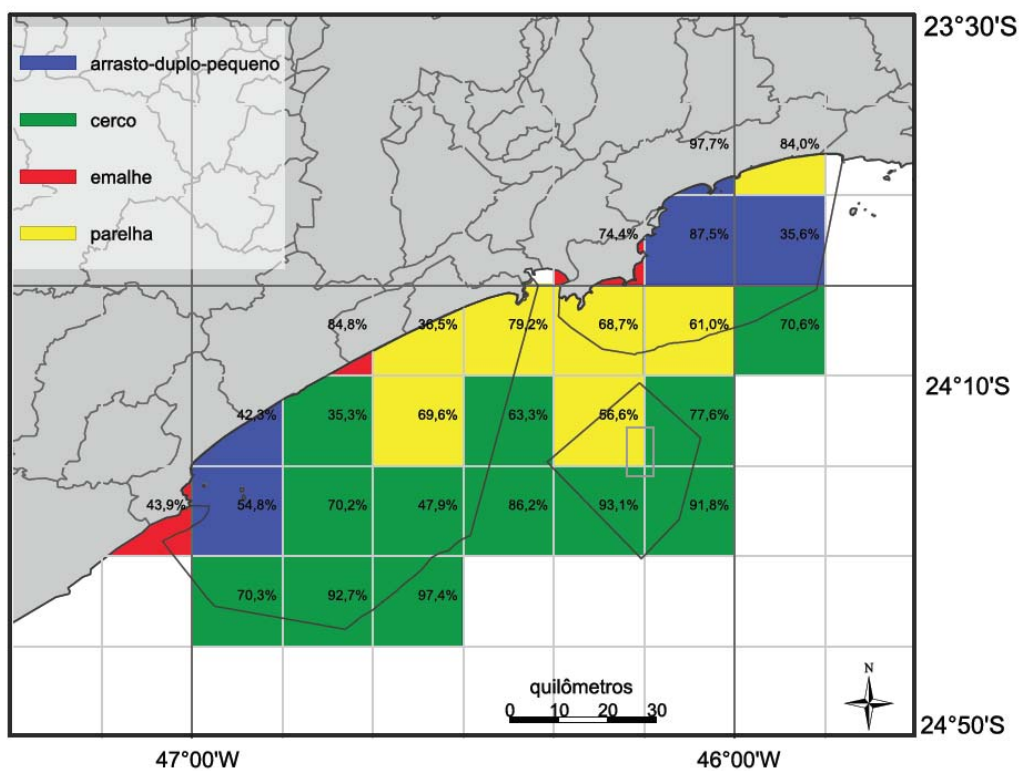 23°30'S
arrasto-duplo-pequeno
cerco
emalhe
parelha
97,7% 84,0%
74,4% 87,5% 35,6%
84,8% 36,5% 79,2% 68,7% 61,0% 70,6%
24°10'S
42,3% 35,3% 69,6% 63,3% 56,6% 77,6%
43,9% 54,8% 70,2% 47,9% 86,2% 93,1% 91,8%
70,3% 92,7% 97,4%
N
quilômetros
0 10 20 30
24°50'S
47°00'W 46°00'W